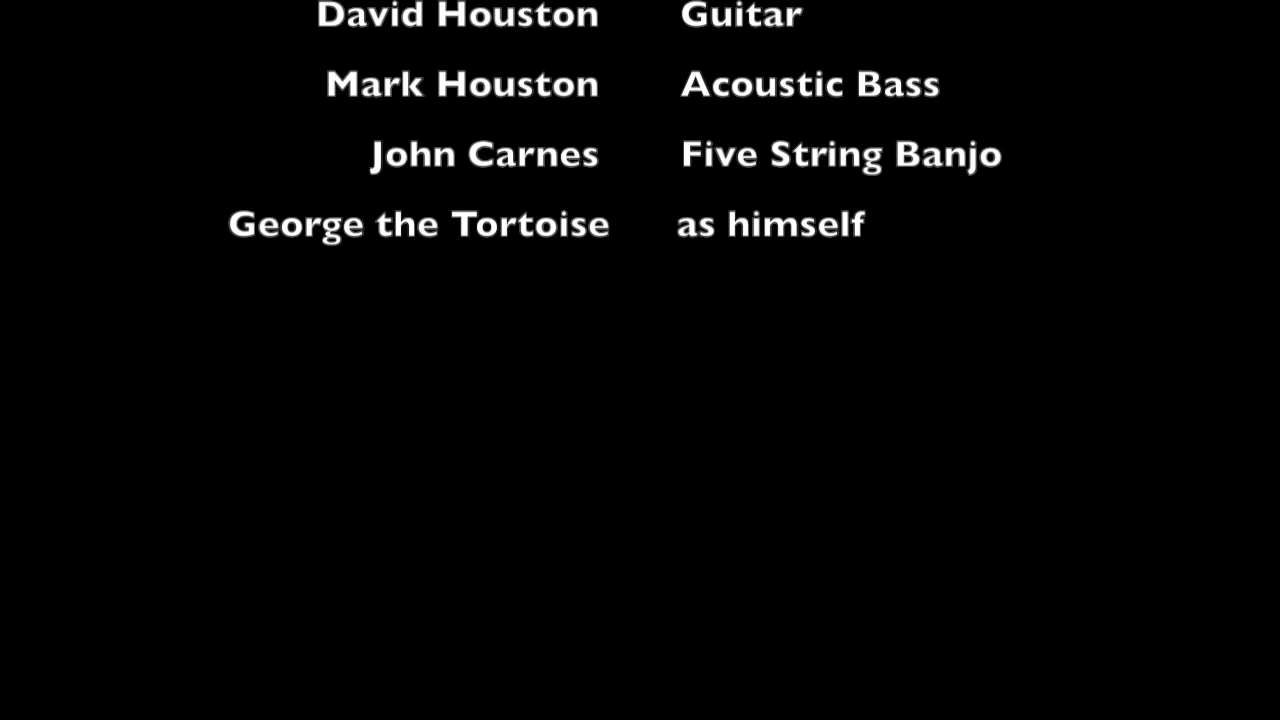 David Houston Guitar
Mark Houston Acoustic Bass
John Carnes Five String Banjo
George the Tortoise as himself